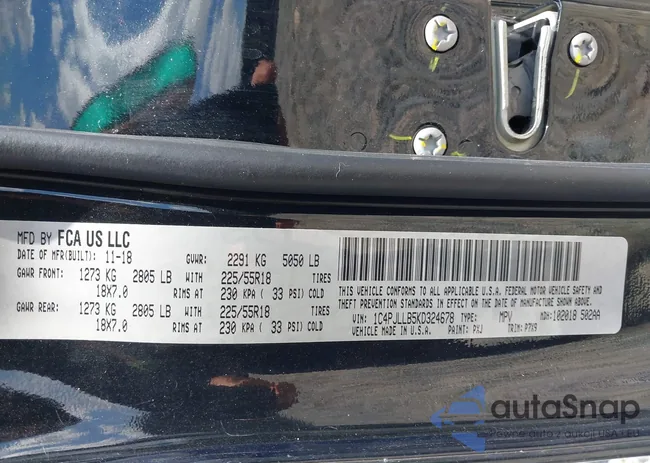 MFD BY FCA US LLC
DATE OF MFR(BUILT): 11-18 GVWR: 2291 KG 5050 LB
GAWR FRONT: 1273 KG 2805 LB WITH 225/55R18 TIRES
18X7.0 RIMS AT 230 KPA ( 33 PSI) COLD
GAWR REAR: 1273 KG 2805 LB WITH 225/55R18 TIRES
18X7.0 RIMS AT 230 KPA ( 33 PSI) COLD
THIS VEHICLE CONFORMS TO ALL APPLICABLE U.S.A. FEDERAL MOTOR VEHICLE SAFETY AND
THEFT PREVENTION STANDARDS IN EFFECT ON THE DATE OF MANUFACTURE SHOWN ABOVE.
VIN: 1C4PJLLB5KD324678 TYPE: MPV MDH: 102018 502AA
VEHICLE MADE IN U.S.A. PAINT: PXJ TRIM: P7X9
autoSnap